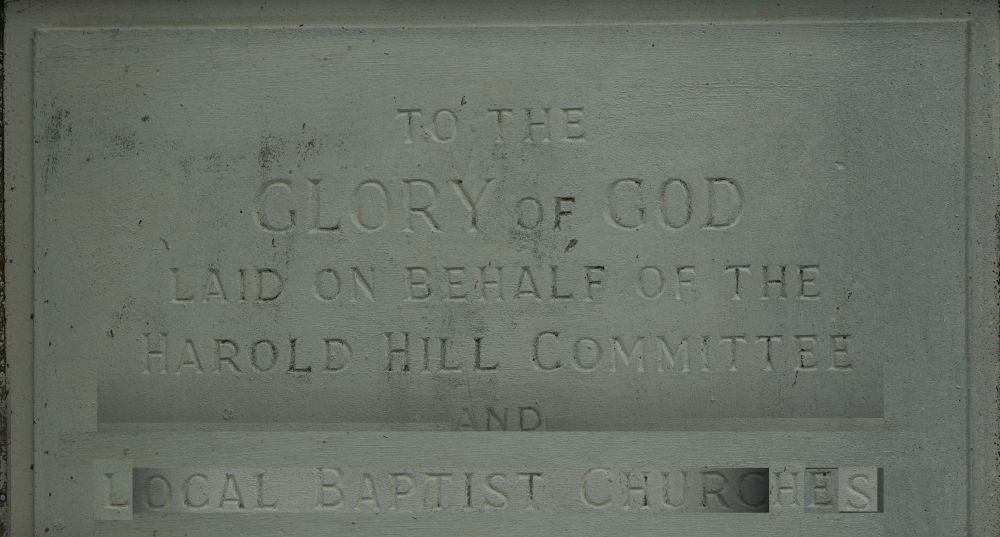 TO THE
GLORY OF GOD
LAID ON BEHALF OF THE
HAROLD HILL COMMITTEE
AND
LOCAL BAPTIST CHURCHES